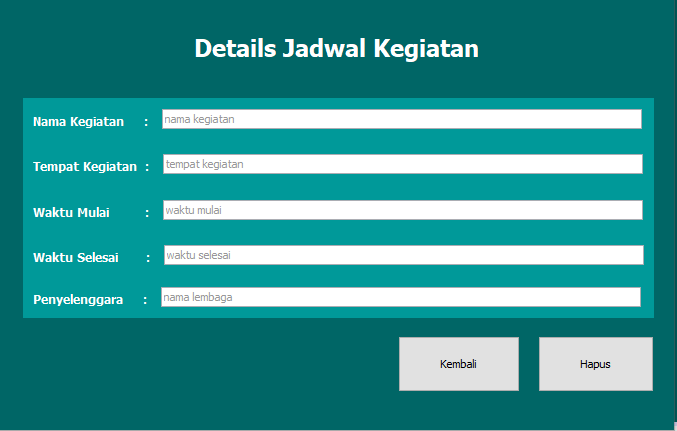 Details Jadwal Kegiatan
Nama Kegiatan : nama kegiatan
Tempat Kegiatan : tempat kegiatan
Waktu Mulai : waktu mulai
Waktu Selesai : waktu selesai
Penyelenggara : nama lembaga
Kembali Hapus